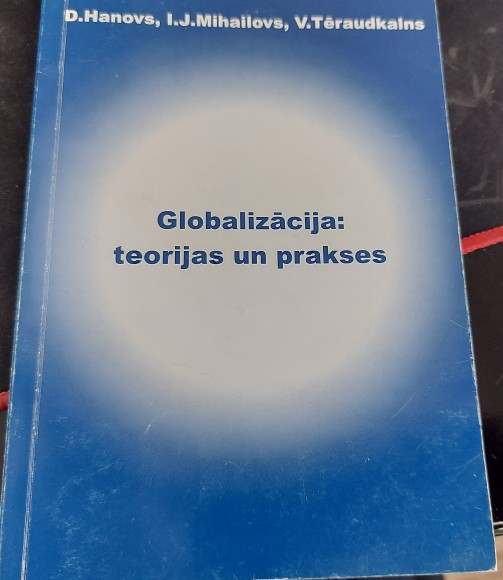 D.Hanovs, I.J.Mihailovs, V.Tēraudkalns
Globalizācija:
teorijas un prakses